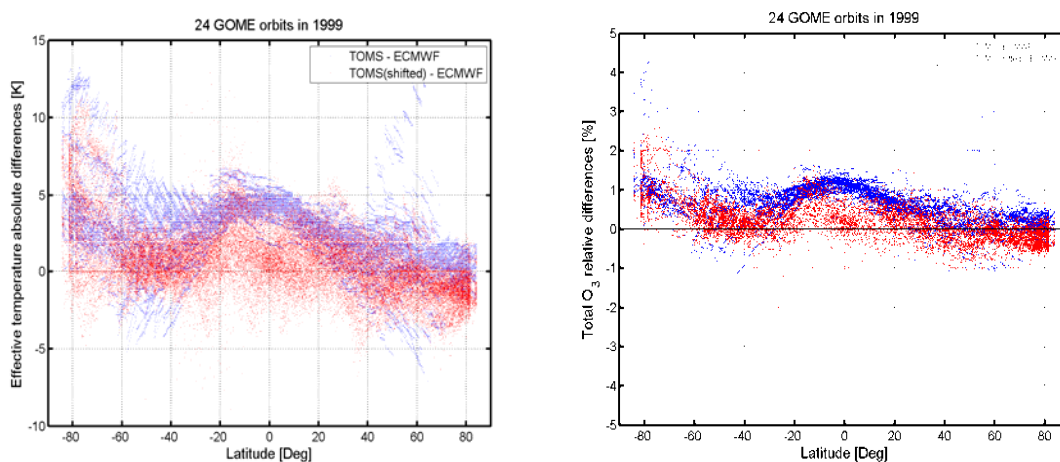 24 GOME orbits in 1999
TOMS - ECMWF
TOMS(shifted) - ECMWF
Effective temperature absolute differences [K]
15
10
5
0
-5
-10
-80 -60 -40 -20 0 20 40 60 80
Latitude [Deg]
24 GOME orbits in 1999
Total O3 relative differences [%]
5
4
3
2
1
0
-1
-2
-3
-4
-5
-80 -60 -40 -20 0 20 40 60 80
Latitude [Deg]